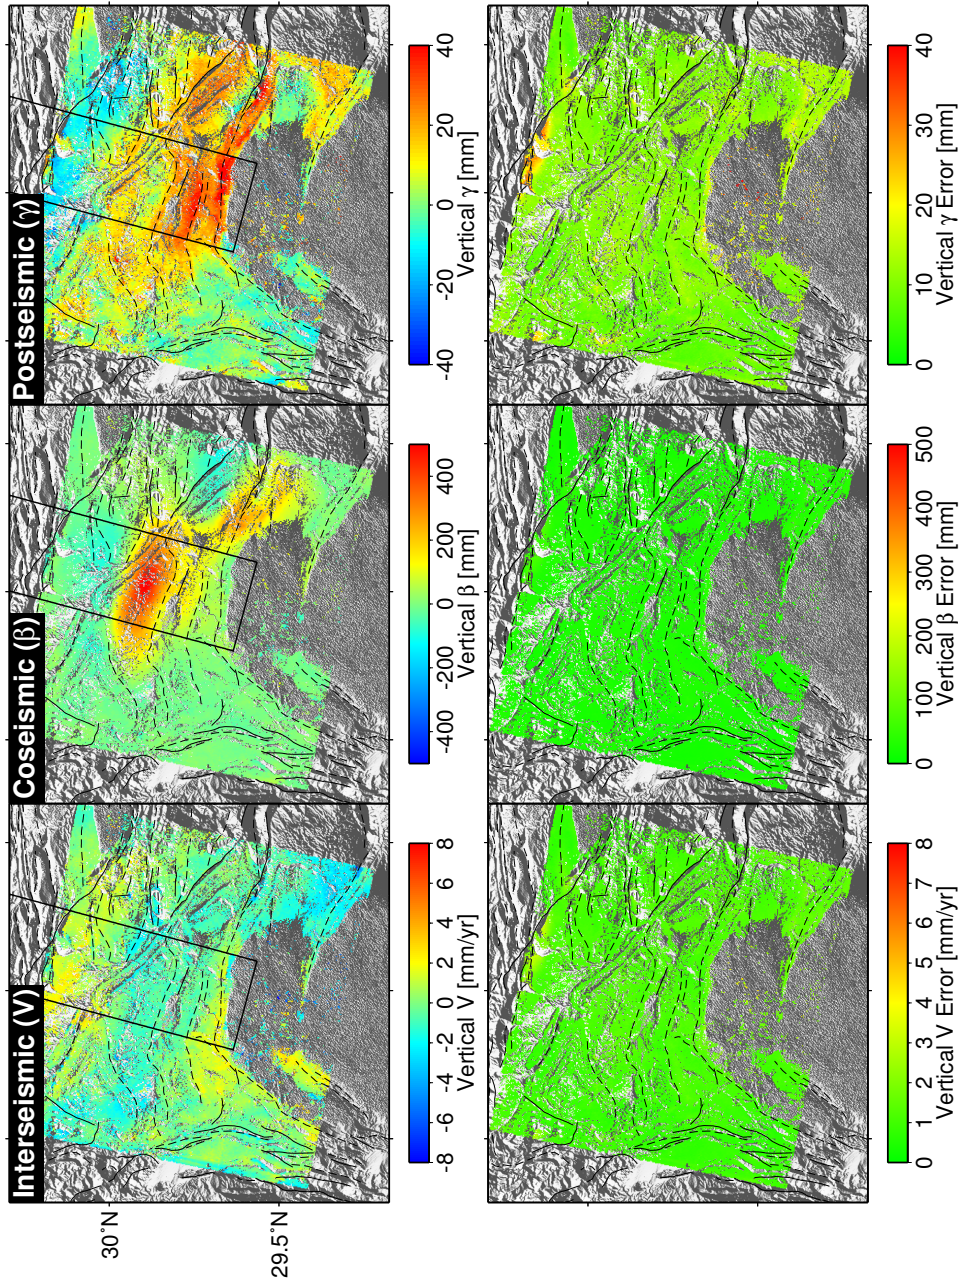 Interseismic (V)
Coseismic (β)
Postseismic (γ)
30°N
29.5°N
-8 -6 -4 -2 0 2 4 6 8
Vertical V [mm/yr]
-400 -200 0 200 400
Vertical β [mm]
-40 -20 0 20 40
Vertical γ [mm]
0 1 2 3 4 5 6 7 8
Vertical V Error [mm/yr]
0 100 200 300 400 500
Vertical β Error [mm]
0 10 20 30 40
Vertical γ Error [mm]